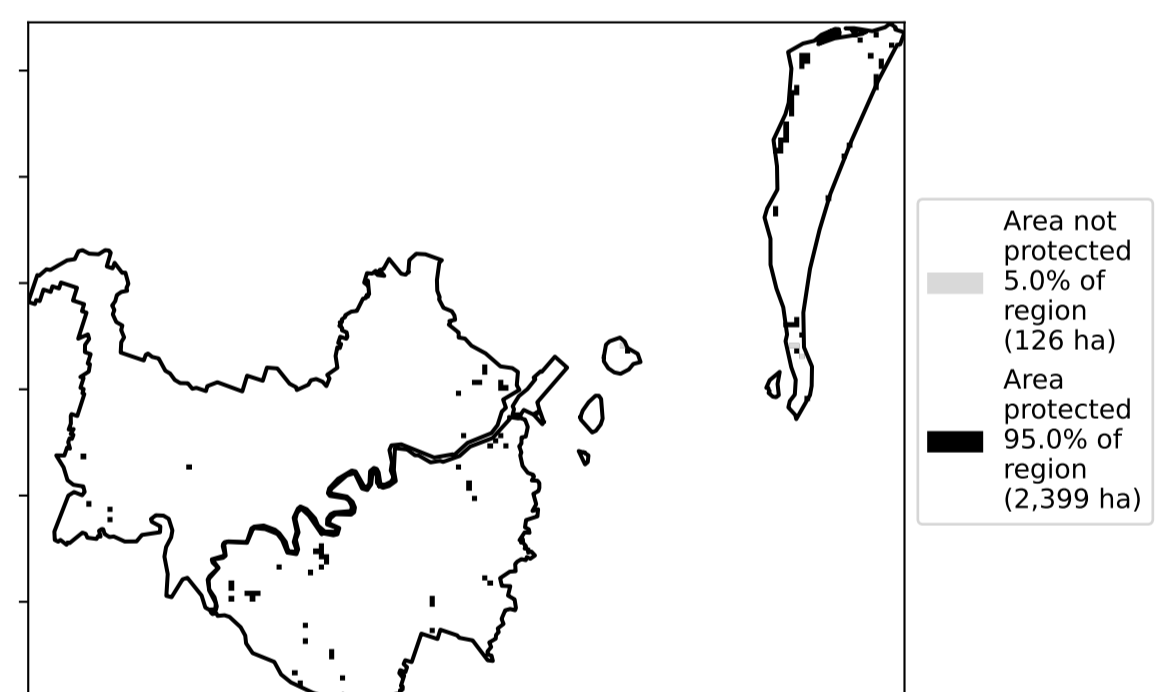 Area not
protected
5.0% of
region
(126 ha)
Area
protected
95.0% of
region
(2,399 ha)